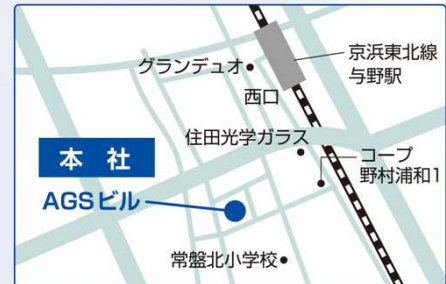 京浜東北線
与野駅
グランデュオ
西口
住田光学ガラス
本 社
コープ
野村浦和1
AGSビル
常盤北小学校